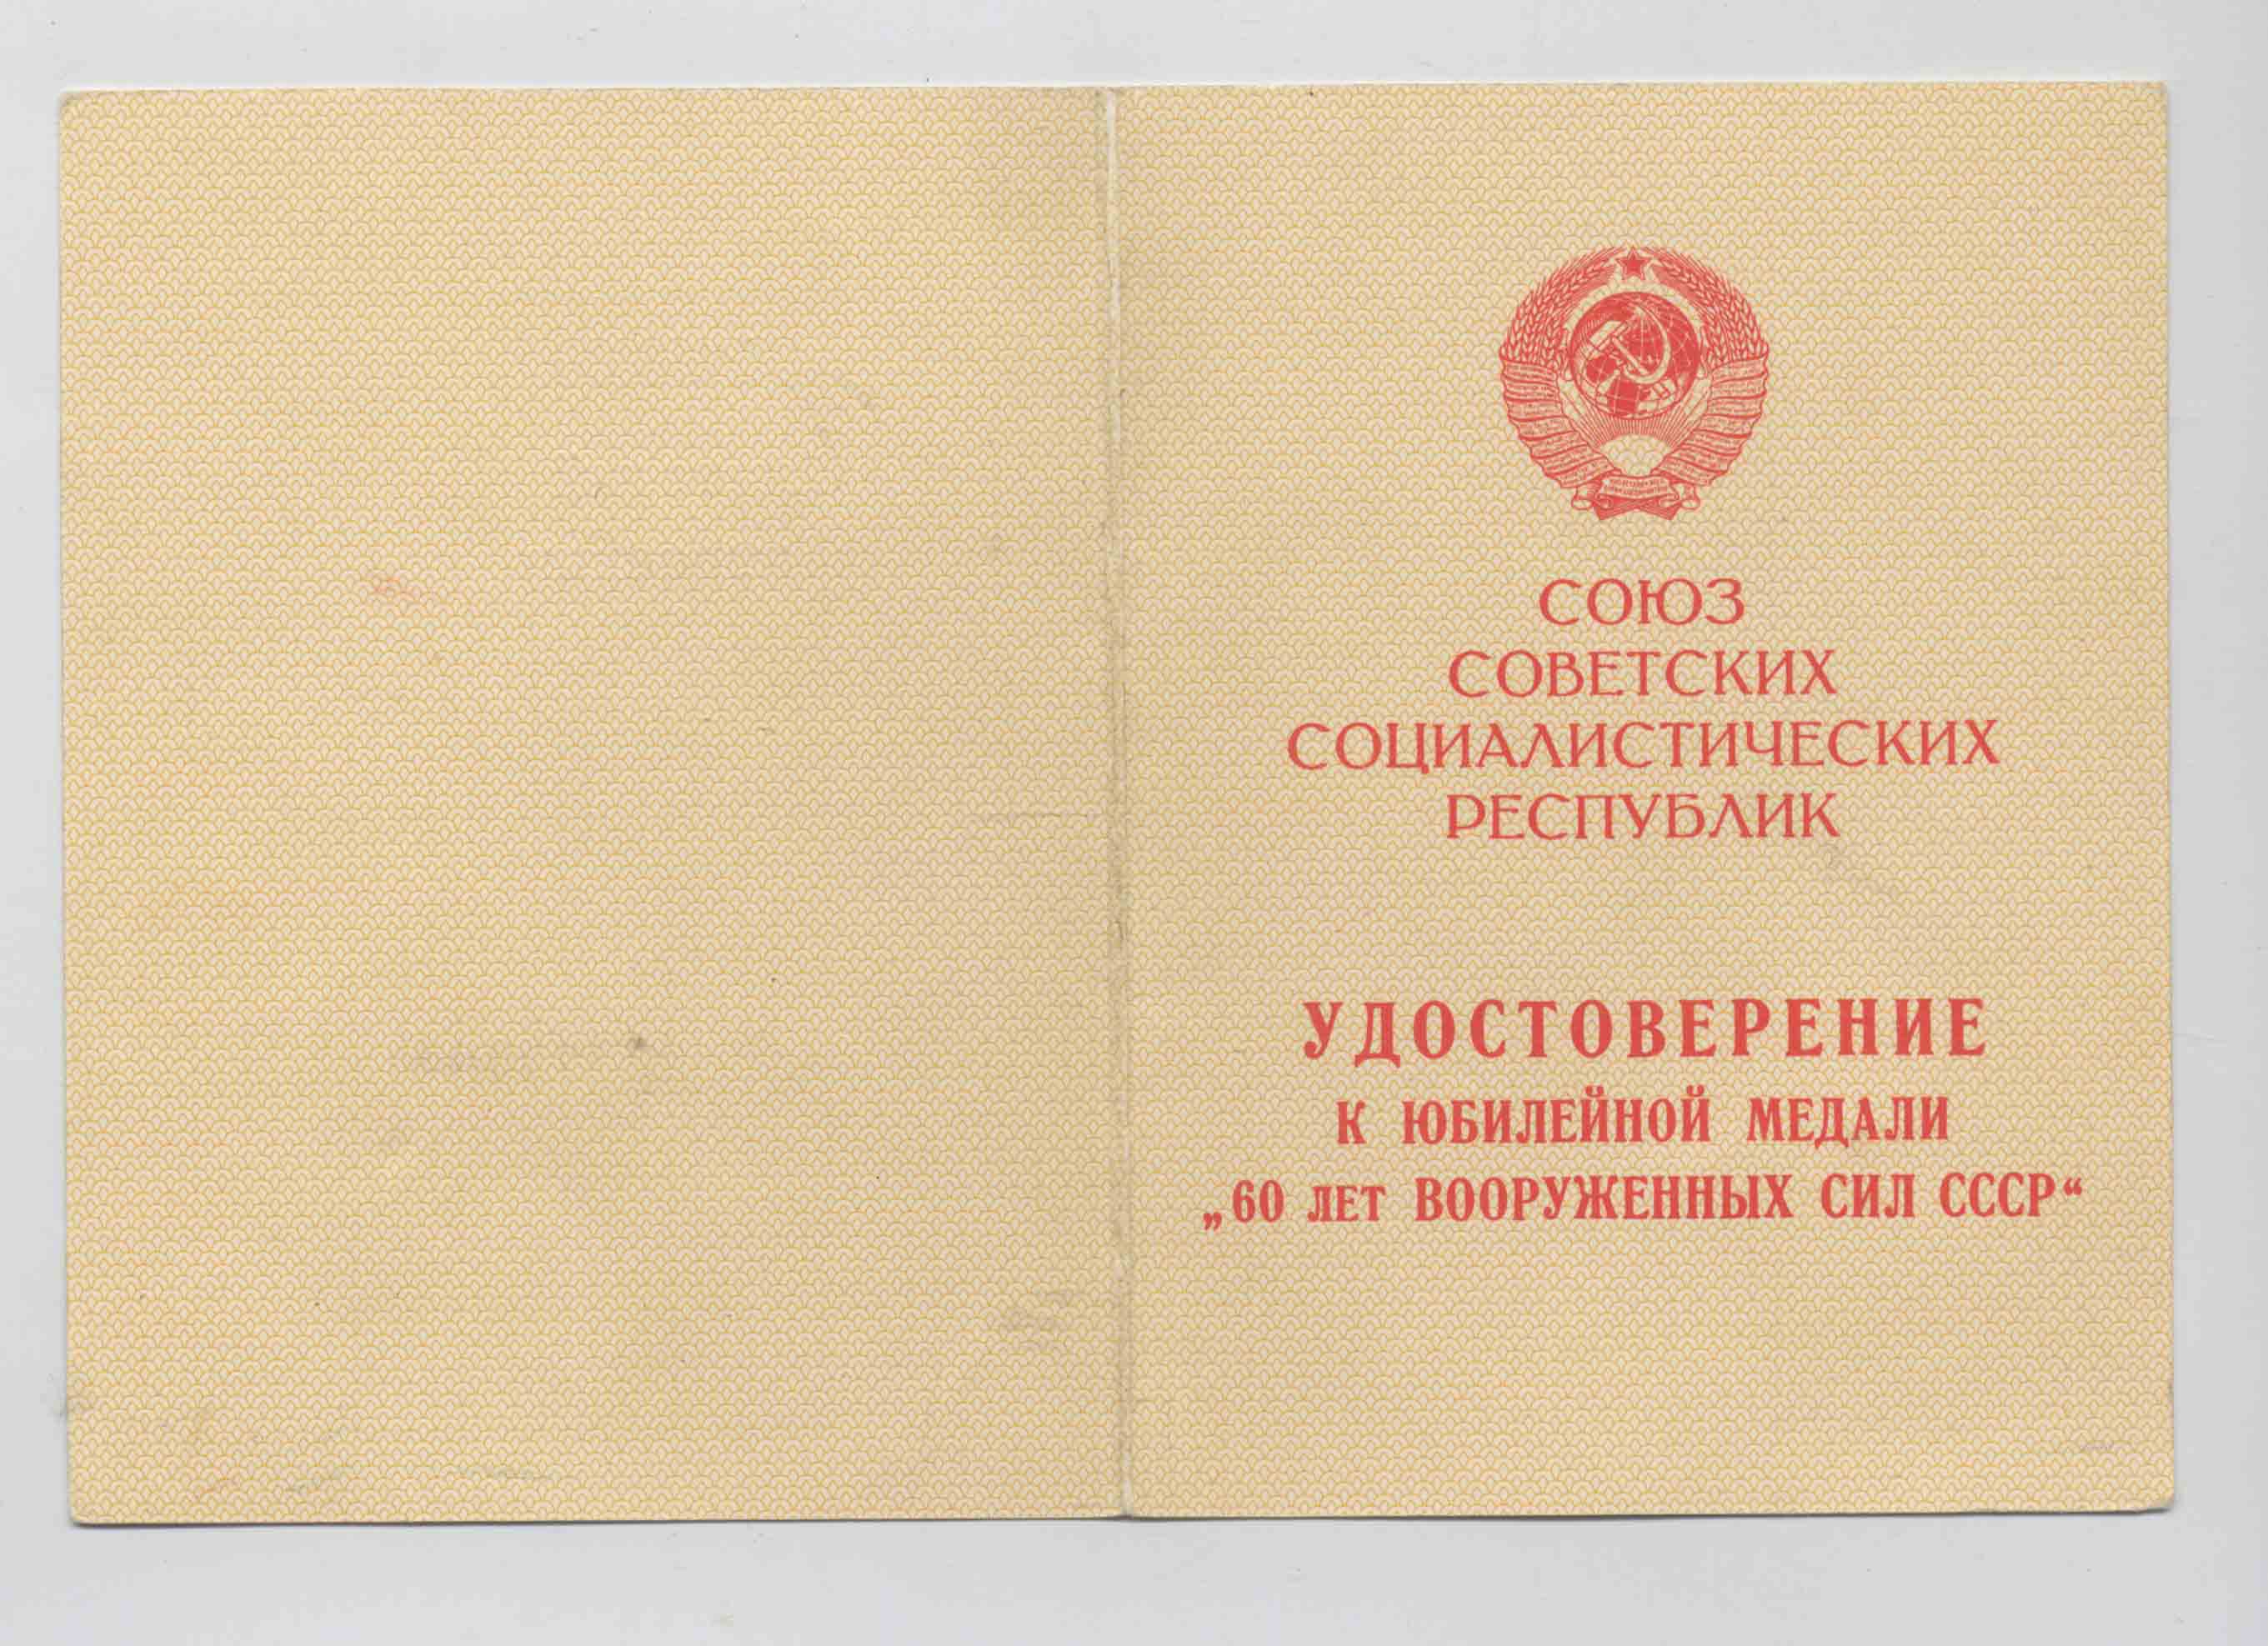 СОЮЗ
СОВЕТСКИХ
СОЦИАЛИСТИЧЕСКИХ
РЕСПУБЛИК
УДОСТОВЕРЕНИЕ
К ЮБИЛЕЙНОЙ МЕДАЛИ
„60 ЛЕТ ВООРУЖЕННЫХ СИЛ СССР“